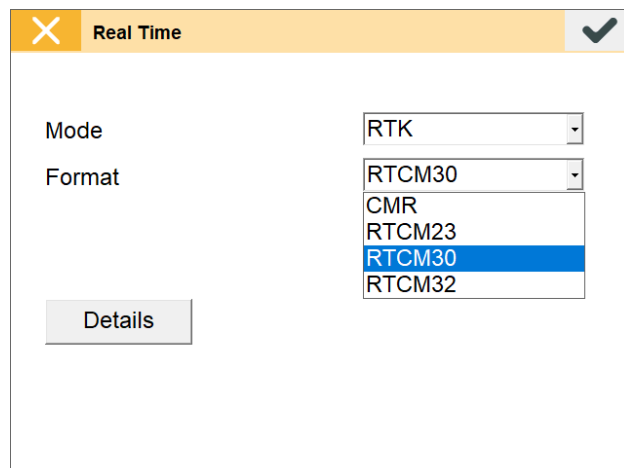 Real Time
Mode
RTK
Format
RTCM30
CMR
RTCM23
RTCM30
RTCM32
Details